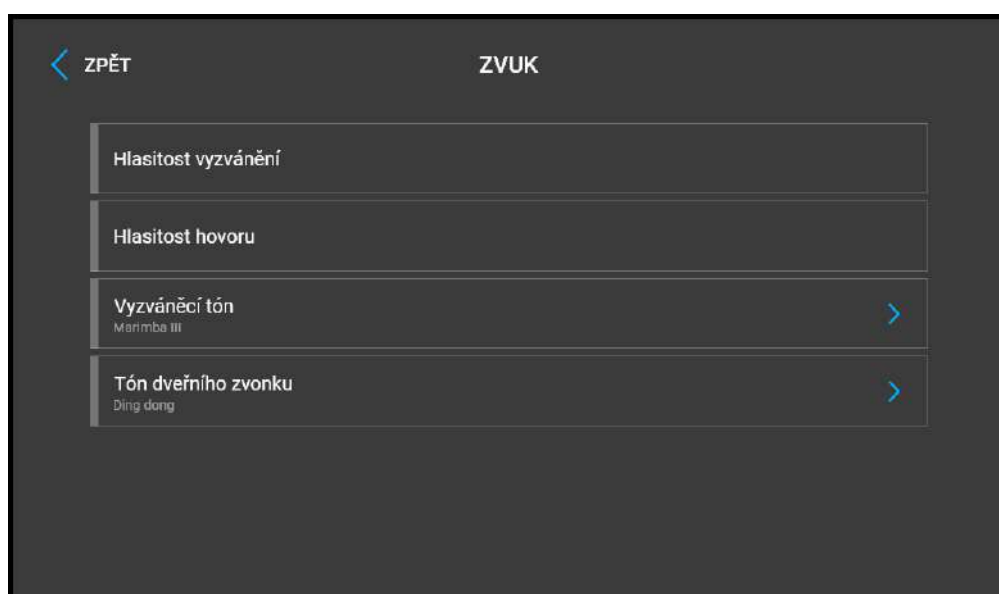 ZPĚT
ZVUK
Hlasitost vyzvánění
Hlasitost hovoru
Vyzváněcí tón
Marimba III
Tón dveřního zvonku
Ding dong